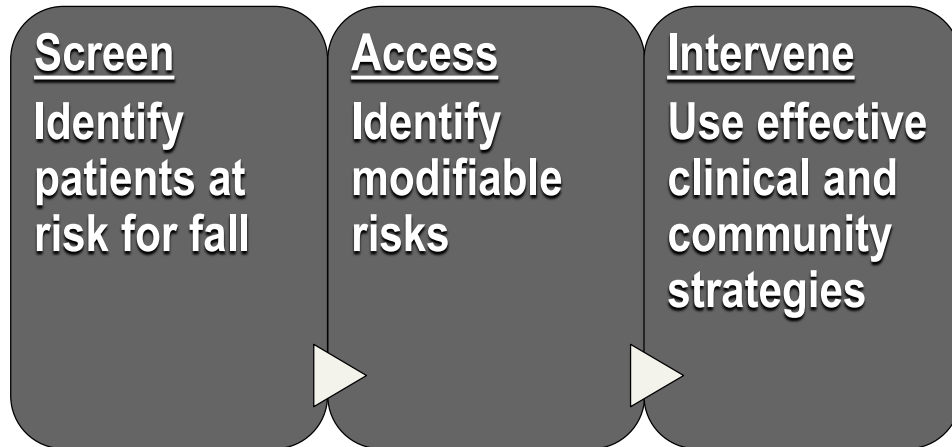 Screen
Identify
patients at
risk for fall
Access
Identify
modifiable
risks
Intervene
Use effective
clinical and
community
strategies